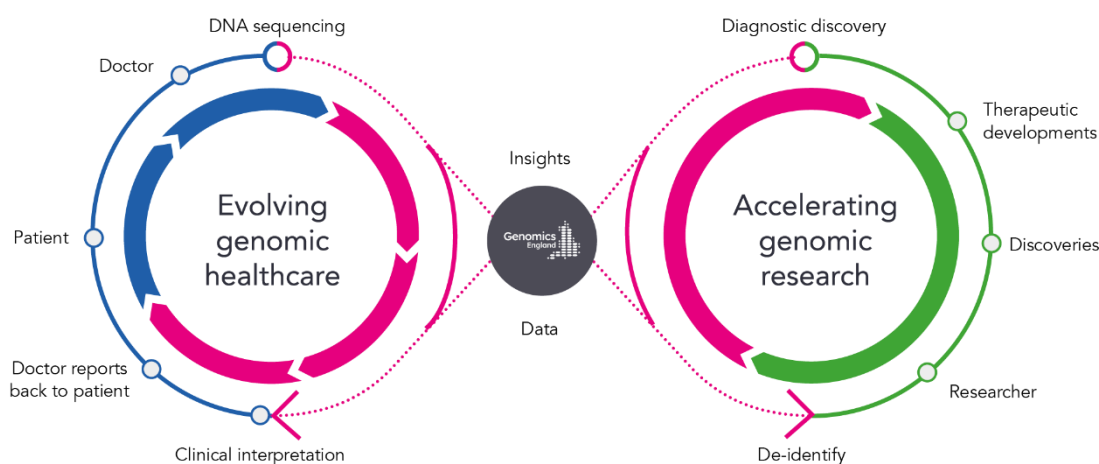 DNA sequencing
Doctor
Patient
Doctor reports
back to patient
Clinical interpretation
Evolving
genomic
healthcare
Insights
Genomics
England
Data
Diagnostic discovery
Therapeutic
developments
Discoveries
Researcher
De-identify
Accelerating
genomic
research